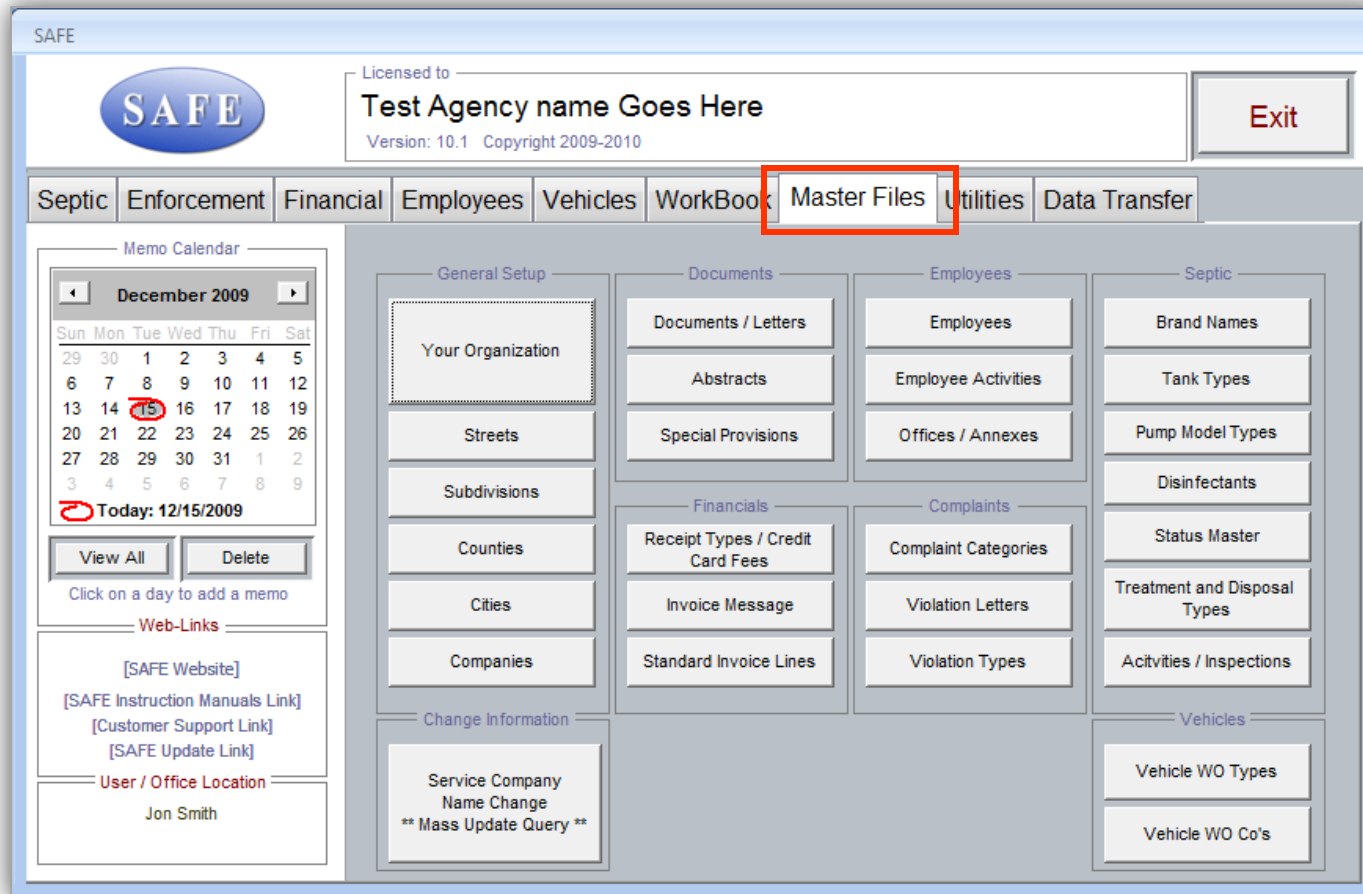 SAFE
SAFE
Licensed to
Test Agency name Goes Here
Version: 10.1 Copyright 2009-2010
Exit
Septic Enforcement Financial Employees Vehicles WorkBook Master Files Utilities Data Transfer
Memo Calendar
December 2009
Sun Mon Tue Wed Thu Fri Sat
29 30 1 2 3 4 5
6 7 8 9 10 11 12
13 14 15 16 17 18 19
20 21 22 23 24 25 26
27 28 29 30 31 1 2
3 4 5 6 7 8 9
Today: 12/15/2009
View All Delete
Click on a day to add a memo
Web-Links
[SAFE Website]
[SAFE Instruction Manuals Link]
[Customer Support Link]
[SAFE Update Link]
User / Office Location
Jon Smith
General Setup
Your Organization
Streets
Subdivisions
Counties
Cities
Companies
Change Information
Service Company
Name Change
** Mass Update Query **
Documents
Documents / Letters
Abstracts
Special Provisions
Financials
Receipt Types / Credit
Card Fees
Invoice Message
Standard Invoice Lines
Employees
Employees
Employee Activities
Offices / Annexes
Complaints
Complaint Categories
Violation Letters
Violation Types
Septic
Brand Names
Tank Types
Pump Model Types
Disinfectants
Status Master
Treatment and Disposal
Types
Acitvities / Inspections
Vehicles
Vehicle WO Types
Vehicle WO Co's